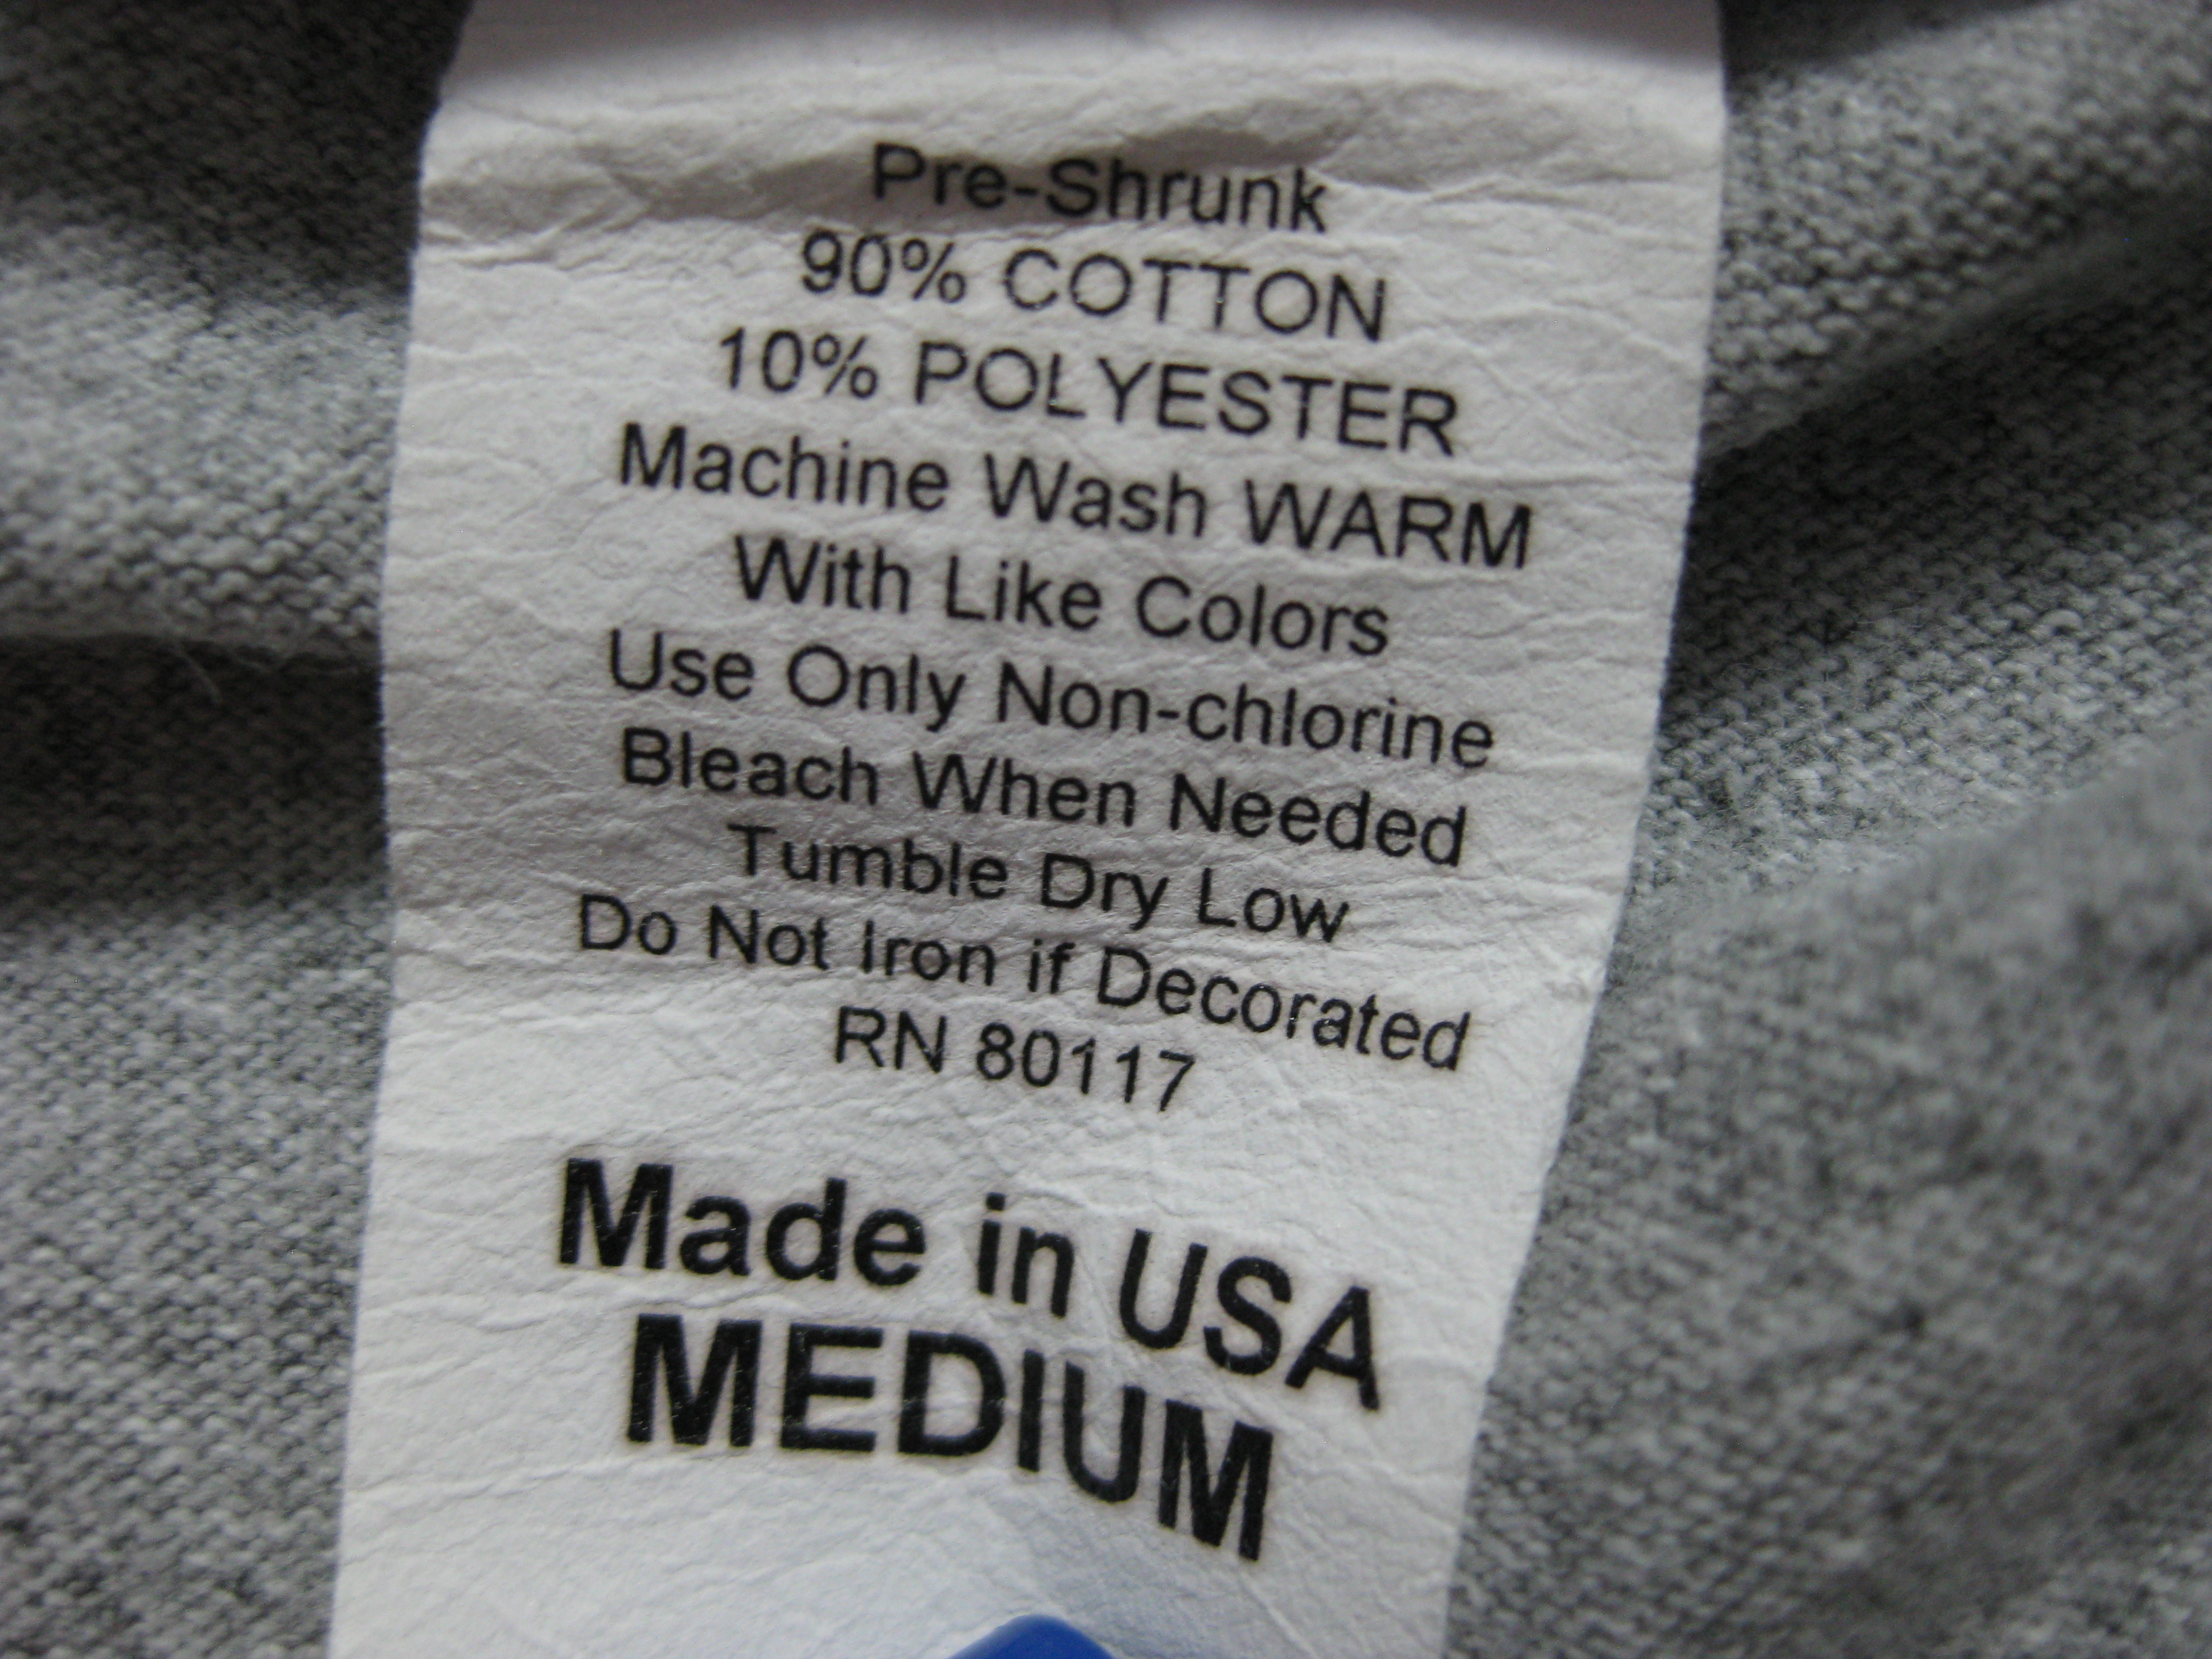 Pre-Shrunk
90% COTTON
10% POLYESTER
Machine Wash WARM
With Like Colors
Use Only Non-chlorine
Bleach When Needed
Tumble Dry Low
Do Not Iron if Decorated
RN 80117
Made in USA
MEDIUM